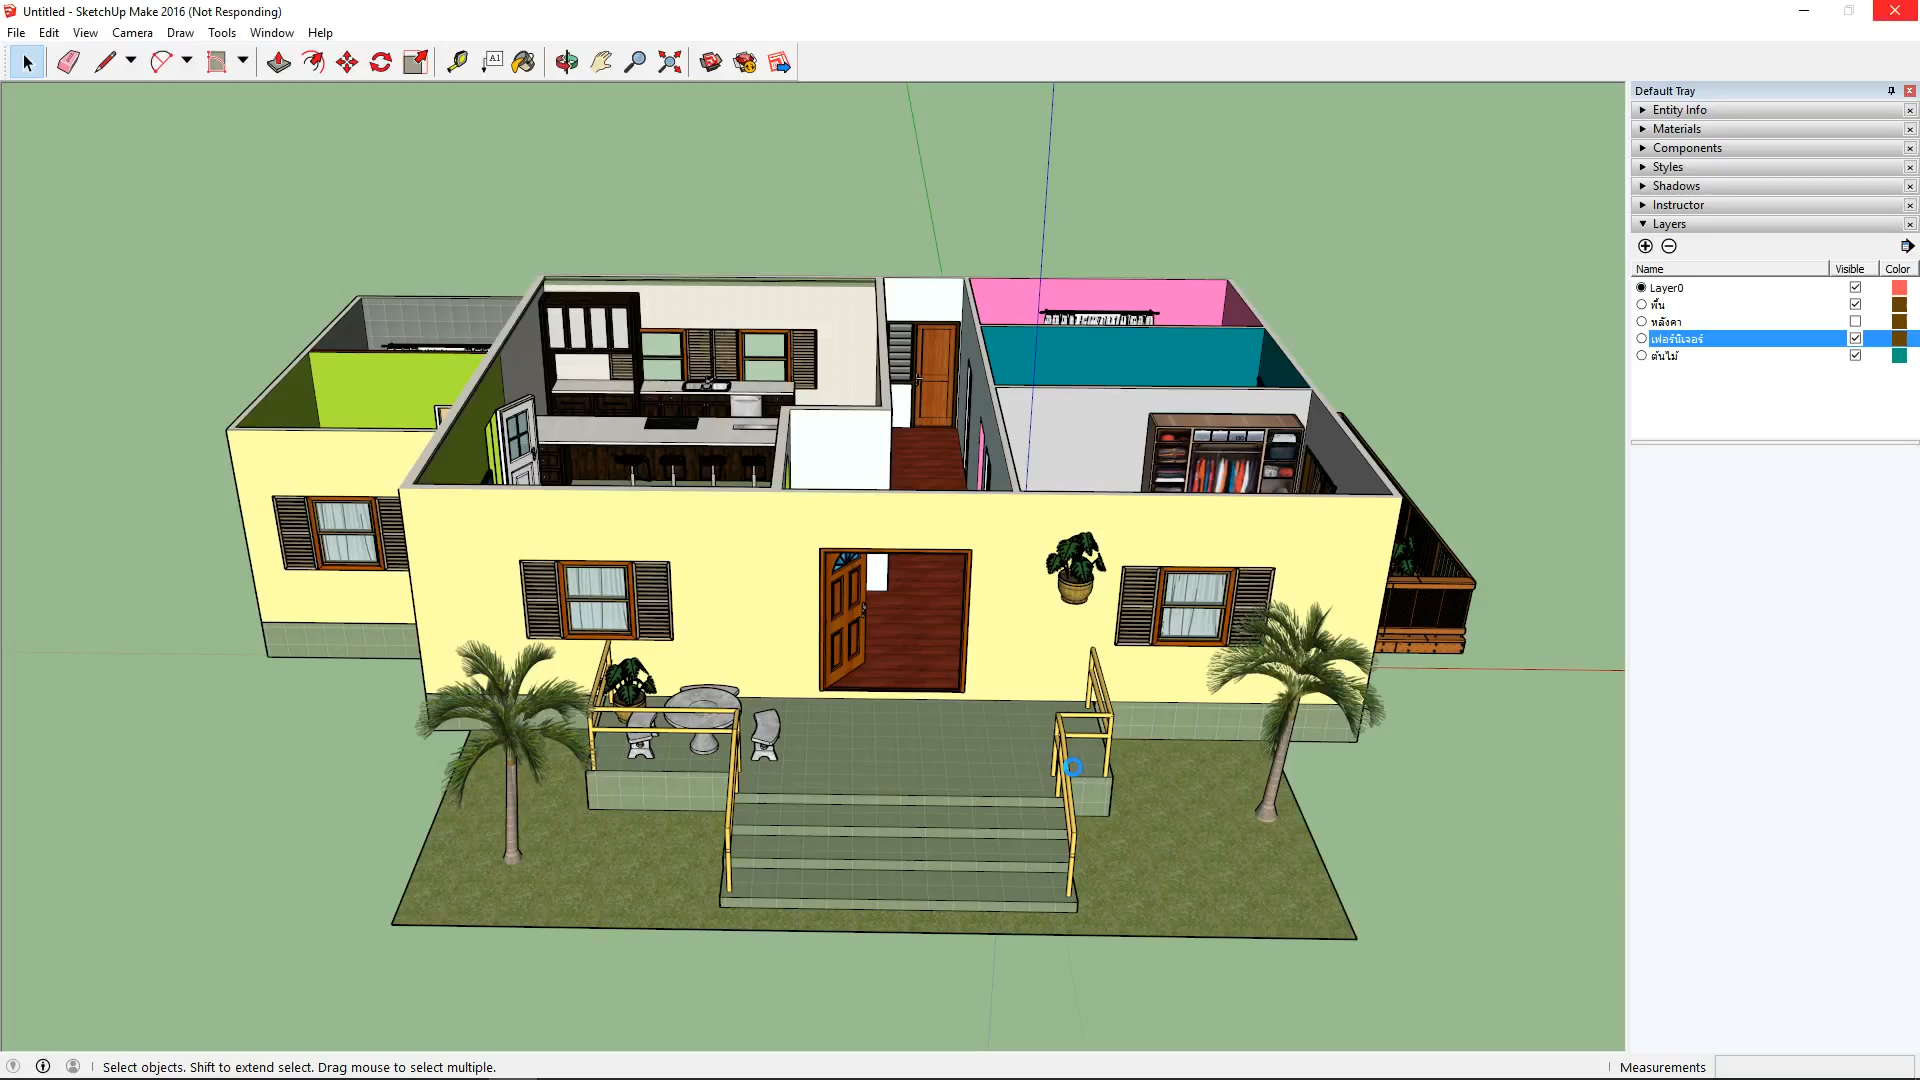 Untitled - SketchUp Make 2016 (Not Responding)
File Edit View Camera Draw Tools Window Help
A1
Default Tray
Entity Info
Materials
Components
Styles
Shadows
Instructor
Layers
Name Visible Color
Layer0
พื้น
หลังคา
เฟอร์นิเจอร์
ต้นไม้
Select objects. Shift to extend select. Drag mouse to select multiple.
Measurements